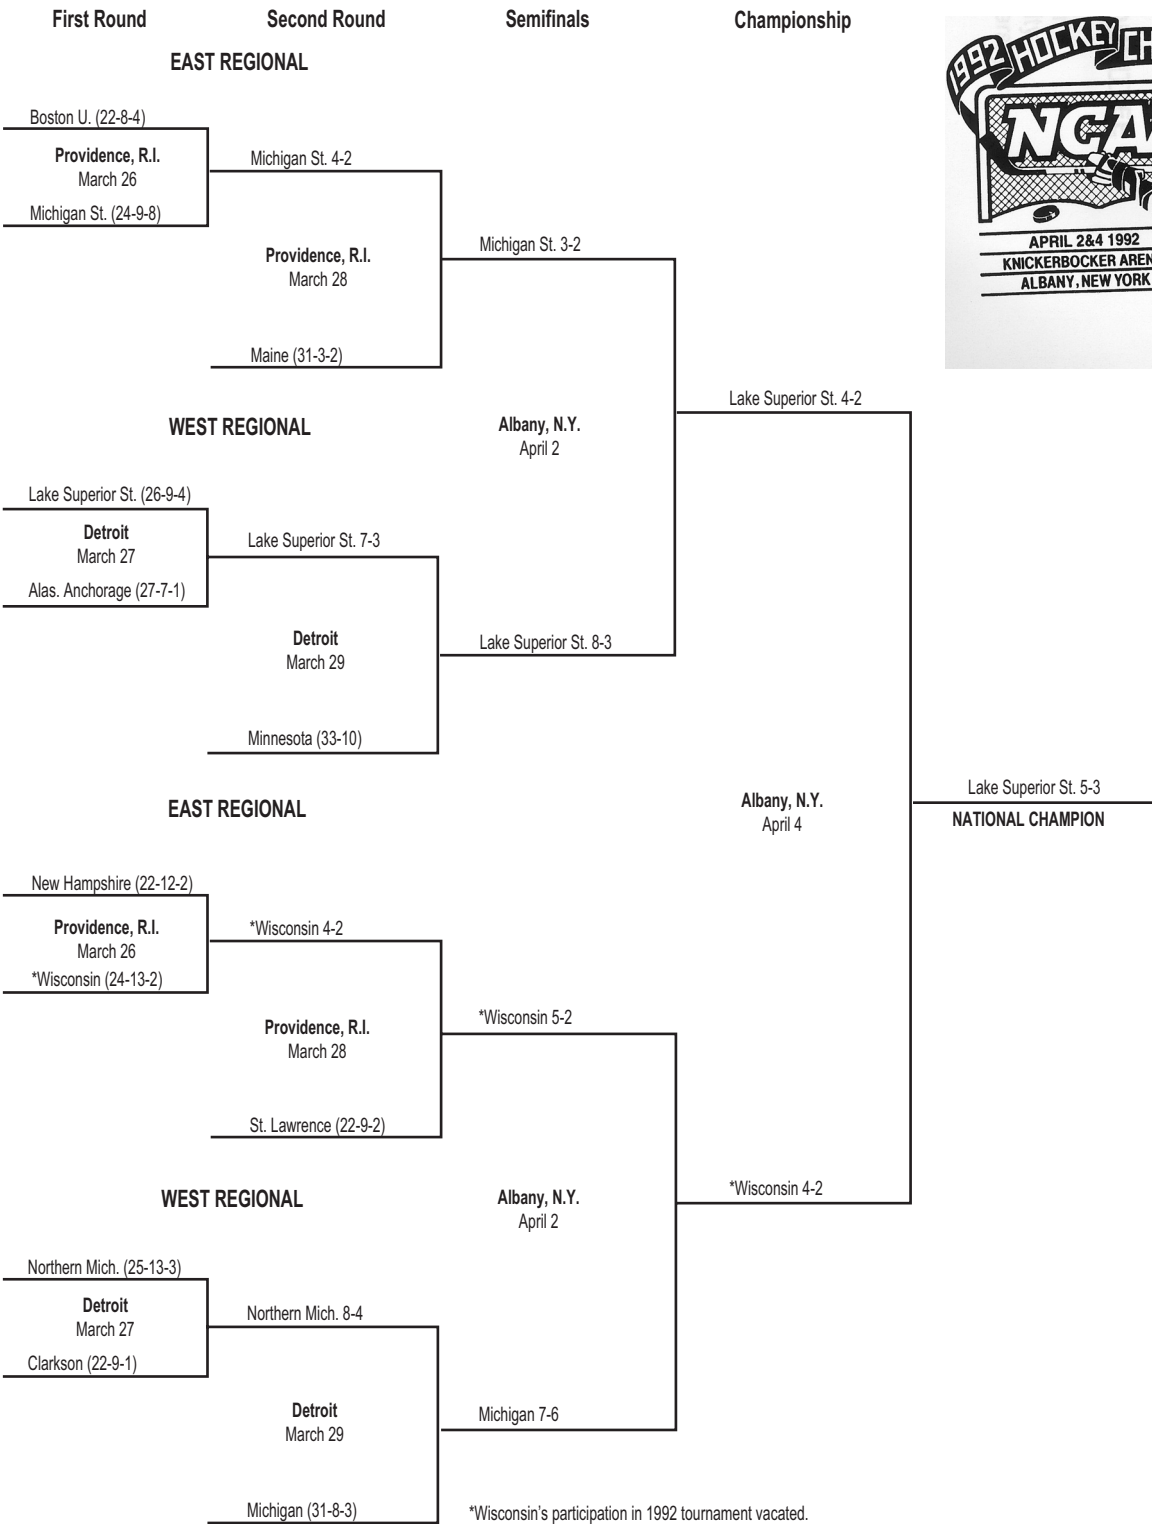 First Round Second Round Semifinals Championship
EAST REGIONAL
Boston U. (22-8-4)
Providence, R.I.
March 26
Michigan St. (24-9-8)
Michigan St. 4-2
Providence, R.I.
March 28
Maine (31-3-2)
Michigan St. 3-2
WEST REGIONAL
Lake Superior St. (26-9-4)
Detroit
March 27
Alas. Anchorage (27-7-1)
Lake Superior St. 7-3
Detroit
March 29
Minnesota (33-10)
Lake Superior St. 8-3
Albany, N.Y.
April 2
Lake Superior St. 4-2
EAST REGIONAL
New Hampshire (22-12-2)
Providence, R.I.
March 26
*Wisconsin (24-13-2)
*Wisconsin 4-2
Providence, R.I.
March 28
St. Lawrence (22-9-2)
*Wisconsin 5-2
WEST REGIONAL
Northern Mich. (25-13-3)
Detroit
March 27
Clarkson (22-9-1)
Northern Mich. 8-4
Detroit
March 29
Michigan (31-8-3)
Michigan 7-6
Albany, N.Y.
April 2
*Wisconsin 4-2
Albany, N.Y.
April 4
Lake Superior St. 5-3
NATIONAL CHAMPION
*Wisconsin's participation in 1992 tournament vacated.
1992 HOCKEY CH
NCA
APRIL 2&4 1992
KNICKERBOCKER AREN
ALBANY, NEW YORK